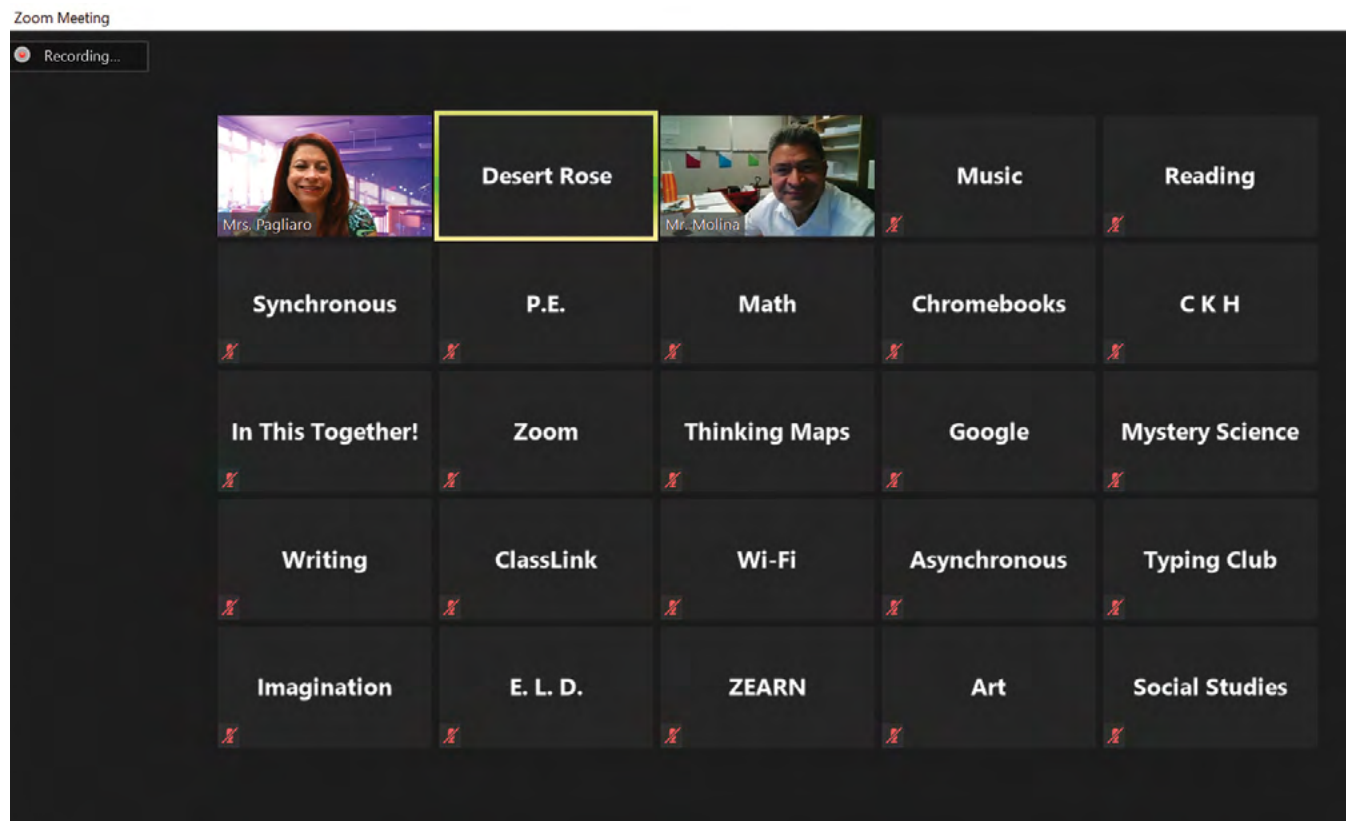 Zoom Meeting
Recording...
Mrs. Pagliaro
Desert Rose
Mr. Molina
Music
Reading
Synchronous
P.E.
Math
Chromebooks
C K H
In This Together!
Zoom
Thinking Maps
Google
Mystery Science
Writing
ClassLink
Wi-Fi
Asynchronous
Typing Club
Imagination
E. L. D.
ZEARN
Art
Social Studies